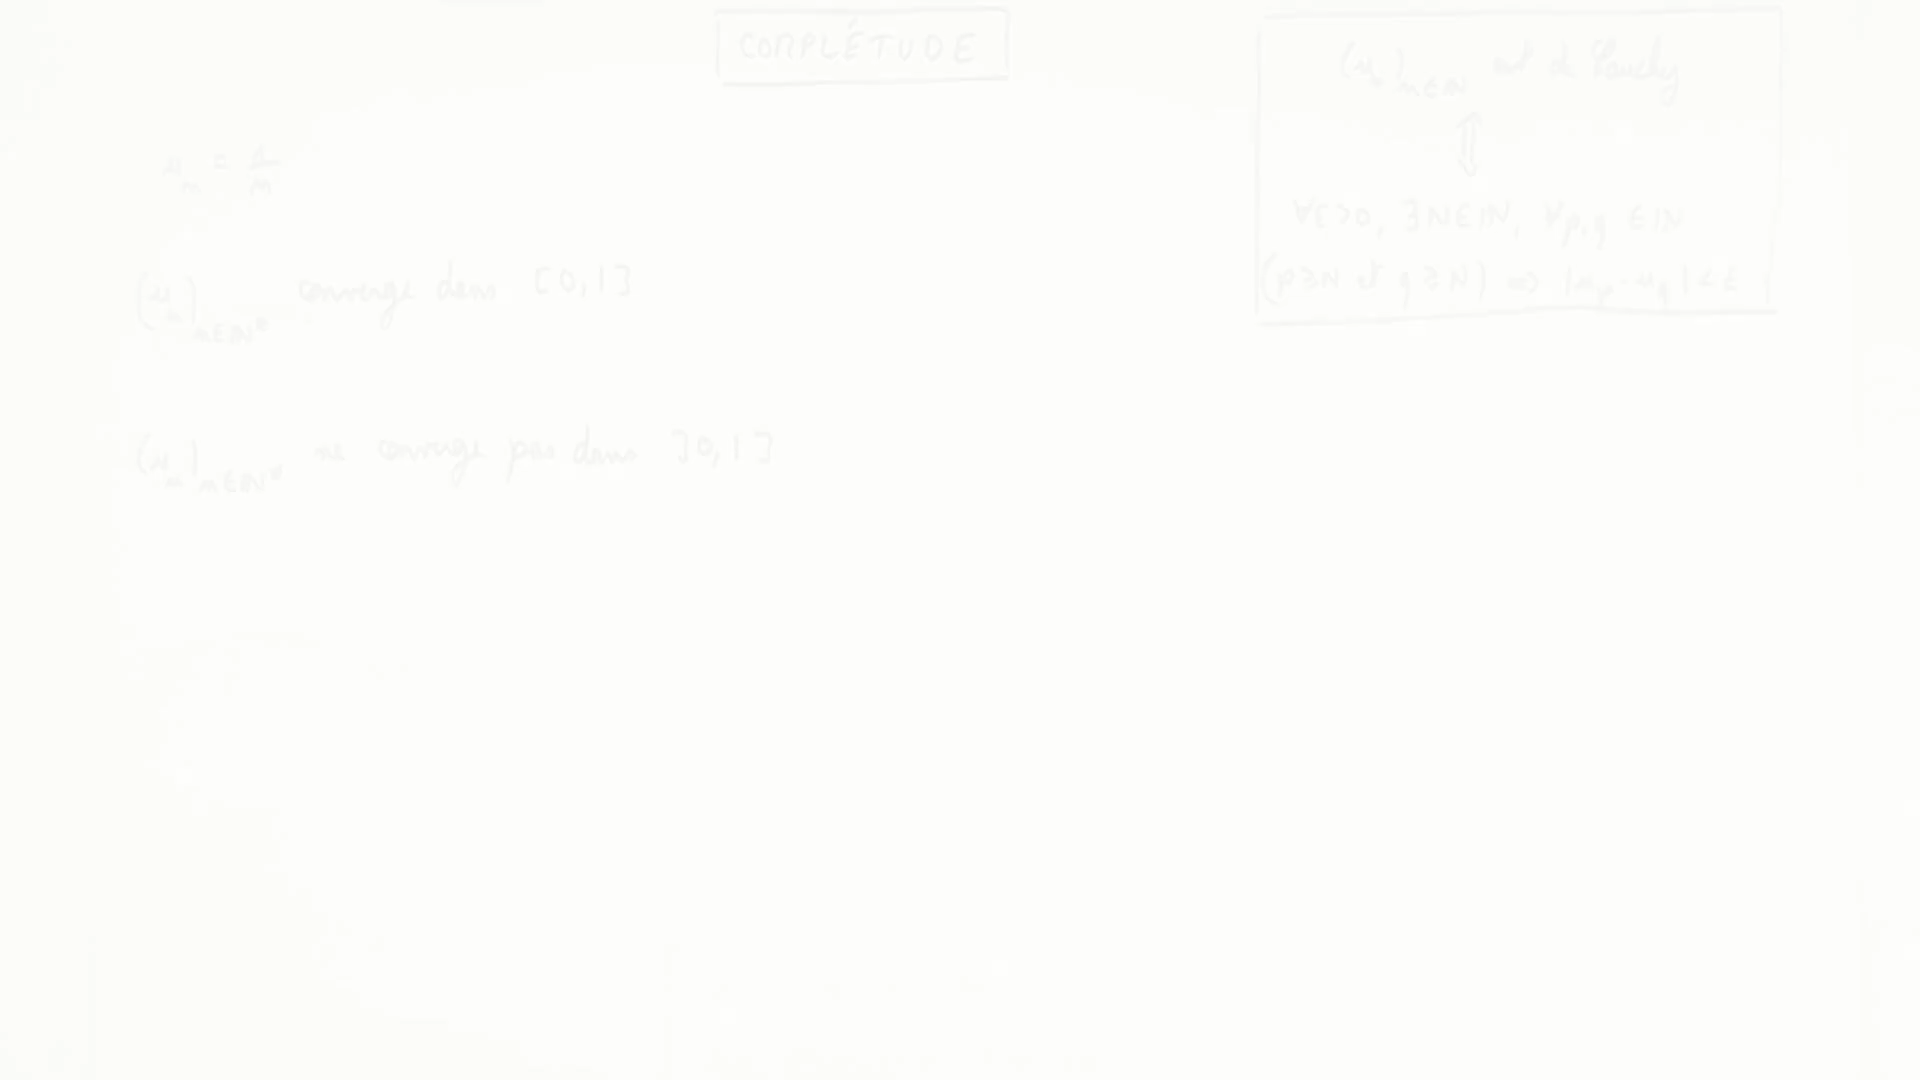 COMPLÉTUDE
u_n = 1/n
(u_n)_{n∈ℕ*} converge dans [0,1]
(u_n)_{n∈ℕ*} ne converge pas dans ]0,1]
(u_n)_{n∈ℕ} est de Cauchy
⇕
∀ε>0, ∃N∈ℕ, ∀p,q ∈ℕ
(p≥N et q≥N) ⇒ |u_p-u_q|<ε